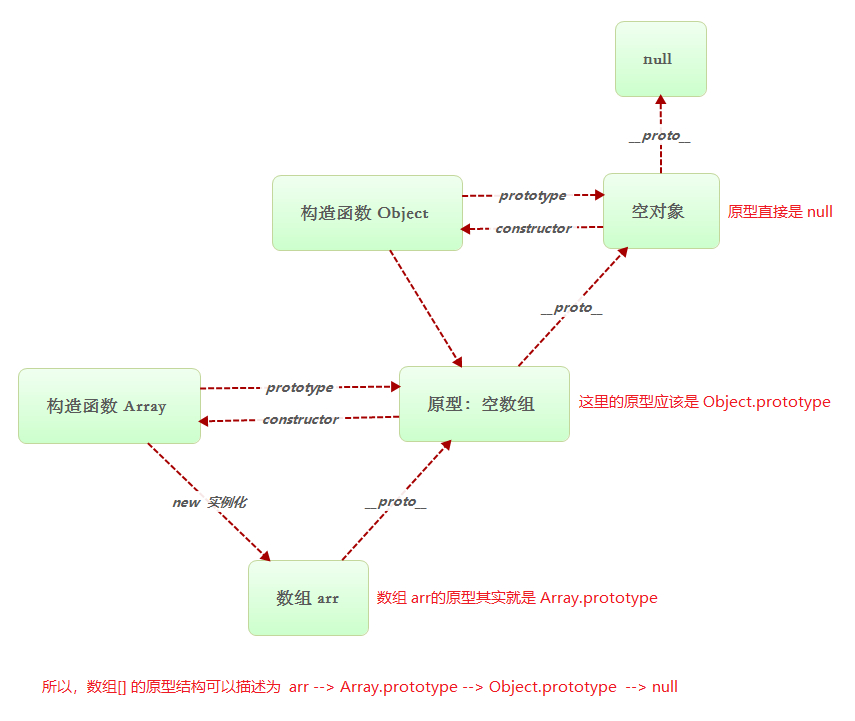 null
__proto__
构造函数 Object
prototype
constructor
空对象
原型直接是 null
__proto__
构造函数 Array
prototype
constructor
原型：空数组
这里的原型应该是 Object.prototype
new 实例化
__proto__
数组 arr
数组 arr的原型其实就是 Array.prototype
所以，数组[] 的原型结构可以描述为 arr --> Array.prototype --> Object.prototype --> null